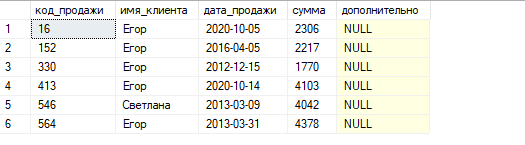 код_продажи имя_клиента дата_продажи сумма дополнительно
1 16 Егор 2020-10-05 2306 NULL
2 152 Егор 2016-04-05 2217 NULL
3 330 Егор 2012-12-15 1770 NULL
4 413 Егор 2020-10-14 4103 NULL
5 546 Светлана 2013-03-09 4042 NULL
6 564 Егор 2013-03-31 4378 NULL